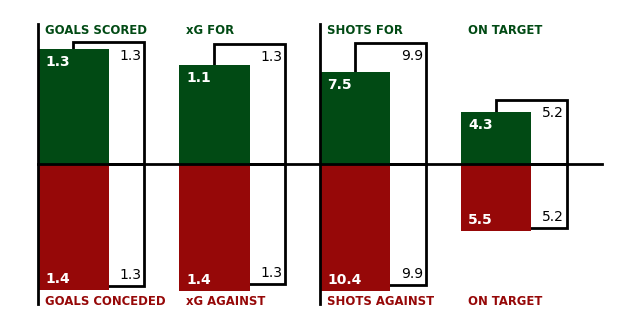 GOALS SCORED xG FOR SHOTS FOR ON TARGET
1.3 1.3 1.1 1.3 7.5 9.9 4.3 5.2
1.4 1.3 1.4 1.3 10.4 9.9 5.5 5.2
GOALS CONCEDED xG AGAINST SHOTS AGAINST ON TARGET